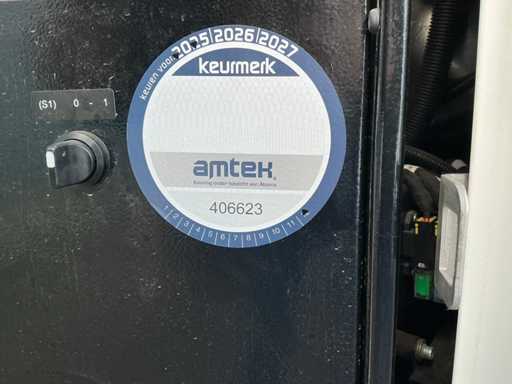 keuren voor 2025|2026|2027
keurmerk
(S1) 0 - 1
amtek
406623
1 2 3 4 5 6 7 8 9 10 11